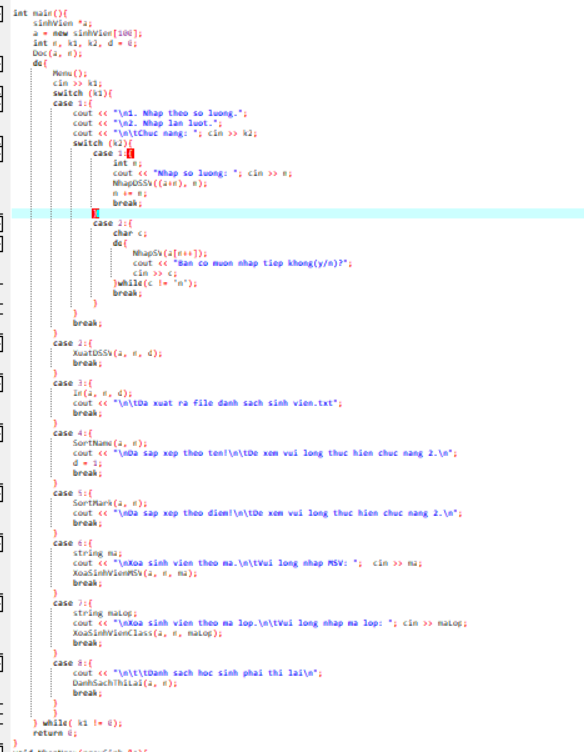 int main(){
sinhVien *a;
a = new sinhVien[100];
int n, k1, k2, d = 0;
Doc(a, n);
do{
Menu();
cin >> k1;
switch (k1){
case 1:{
cout << "\n1. Nhap theo so luong.";
cout << "\n2. Nhap lan luot.";
cout << "\n\tChuc nang: "; cin >> k2;
switch (k2){
case 1:{
int
cout << "Nhap so luong: "; cin >>
break;
}
case 2:{
char c;
do{
NhapSV(a[n++]);
cout << "Ban co muon nhap tiep khong(y/n)?";
cin >> c;
}while(c != 'n');
break;
}
}
break;
}
case 2:{
XuatDSSV(a, n, d);
break;
}
case 3:{
In(a, n, d);
cout << "\n\tDa xuat ra file danh sach sinh vien.txt";
break;
}
case 4:{
SortName(a, n);
cout << "\nDa sap xep theo ten!\n\tDe xem vui long thuc hien chuc nang 2.\n";
d = 1;
break;
}
case 5:{
SortMark(a, n);
cout << "\nDa sap xep theo diem!\n\tDe xem vui long thuc hien chuc nang 2.\n";
break;
}
case 6:{
string ma;
cout << "\nXoa sinh vien theo ma.\n\tVui long nhap MSV: ";  cin >> ma;
XoaSinhVienMSV(a, n, ma);
break;
}
case 7:{
string maLop;
cout << "\nXoa sinh vien theo ma lop.\n\tVui long nhap ma lop: "; cin >> maLop;
XoaSinhVienClass(a, n, maLop);
break;
}
case 8:{
cout << "\n\t\tDanh sach hoc sinh phai thi lai\n";
DanhSachThiLai(a, n);
break;
}
}
} while( k1 != 0);
return 0;
}